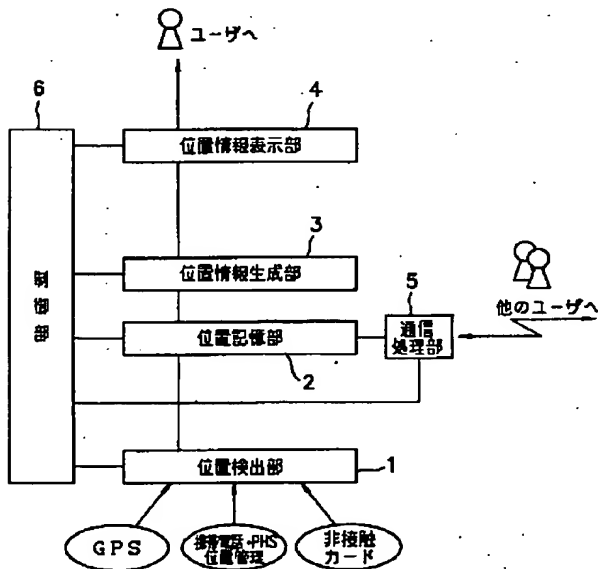 ユーザへ
6
4
位置情報表示部
3
位置情報生成部
制御部
5
他のユーザへ
通信
処理部
位置記憶部
2
位置検出部
1
GPS
携帯電話・PHS
位置管理
非接触
カード